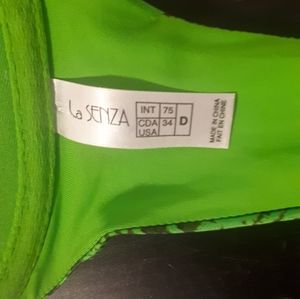 La SENZA
INT 75
CDA 34 D
USA
MADE IN CHINA
FAIT EN CHINE